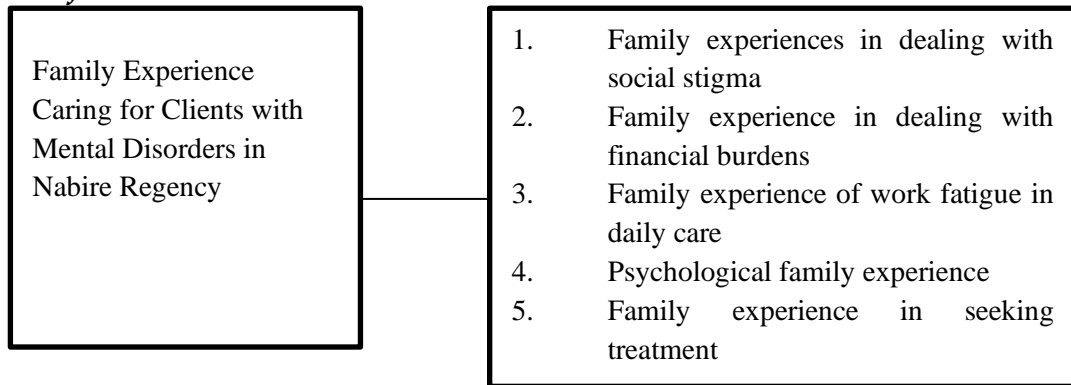 Family Experience
Caring for Clients with
Mental Disorders in
Nabire Regency
1. Family experiences in dealing with
social stigma
2. Family experience in dealing with
financial burdens
3. Family experience of work fatigue in
daily care
4. Psychological family experience
5. Family experience in seeking
treatment